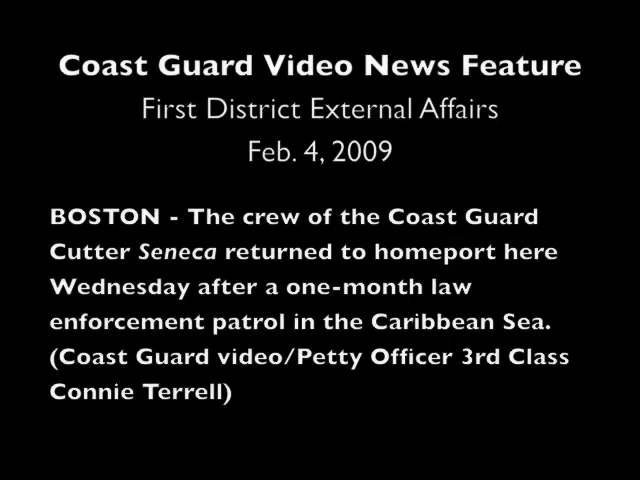 Coast Guard Video News Feature
First District External Affairs
Feb. 4, 2009
BOSTON - The crew of the Coast Guard
Cutter Seneca returned to homeport here
Wednesday after a one-month law
enforcement patrol in the Caribbean Sea.
(Coast Guard video/Petty Officer 3rd Class
Connie Terrell)